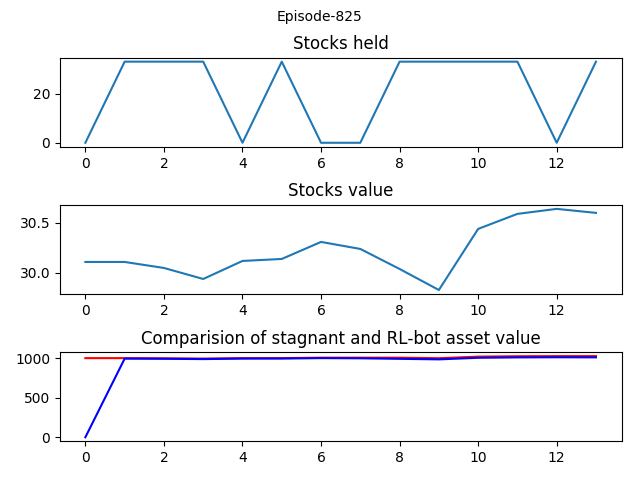 Episode-825
Stocks held
20
0
0 2 4 6 8 10 12
Stocks value
30.5
30.0
0 2 4 6 8 10 12
Comparision of stagnant and RL-bot asset value
1000
500
0
0 2 4 6 8 10 12